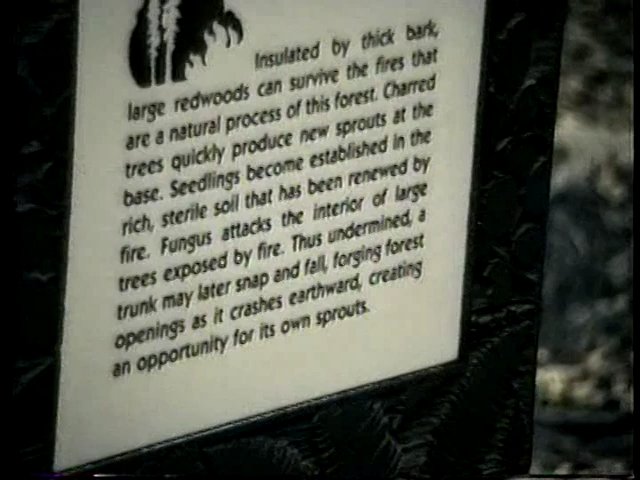 Insulated by thick bark,
large redwoods can survive the fires that
are a natural process of this forest. Charred
trees quickly produce new sprouts at the
base. Seedlings become established in the
rich, sterile soil that has been renewed by
fire. Fungus attacks the interior of large
trees exposed by fire. Thus undermined, a
trunk may later snap and fall, forging forest
openings as it crashes earthward, creating
an opportunity for its own sprouts.